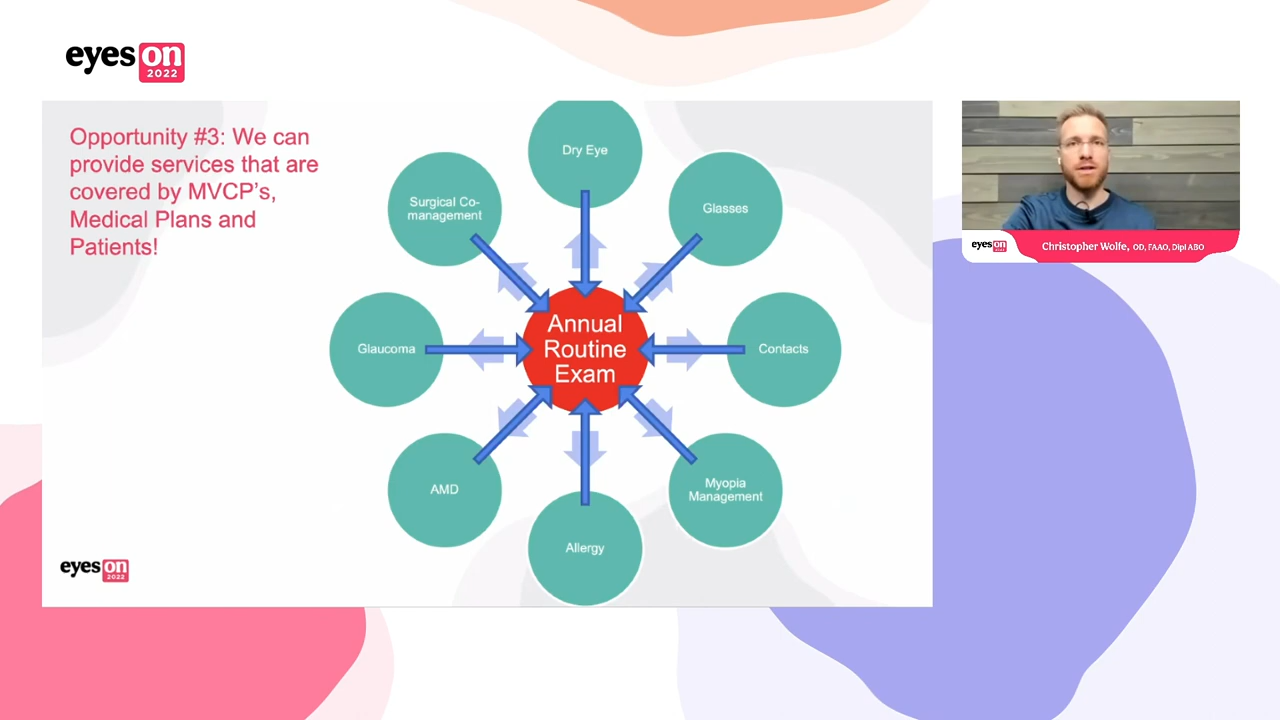 eyes on
2022
Opportunity #3: We can
provide services that are
covered by MVCP's,
Medical Plans and
Patients!
Dry Eye
Surgical Co-
management
Glasses
Glaucoma
Annual
Routine
Exam
Contacts
AMD
Myopia
Management
Allergy
eyes on
2022
eyes on
2022
Christopher Wolfe, OD, FAAO, Dipl ABO